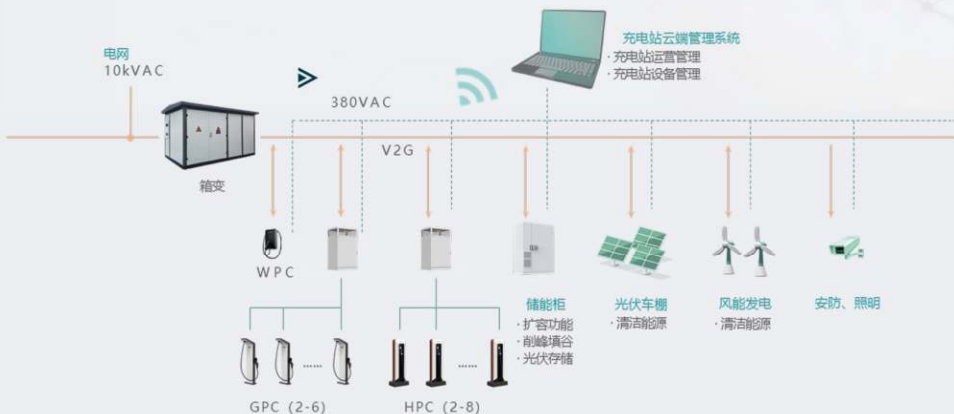 充电站云端管理系统
·充电站运营管理
·充电站设备管理
电网
10kVAC
380VAC
V2G
箱变
WPC
储能柜
·扩容功能
·削峰填谷
·光伏存储
光伏车棚
·清洁能源
风能发电
·清洁能源
安防、照明
......
......
GPC (2-6)
HPC (2-8)